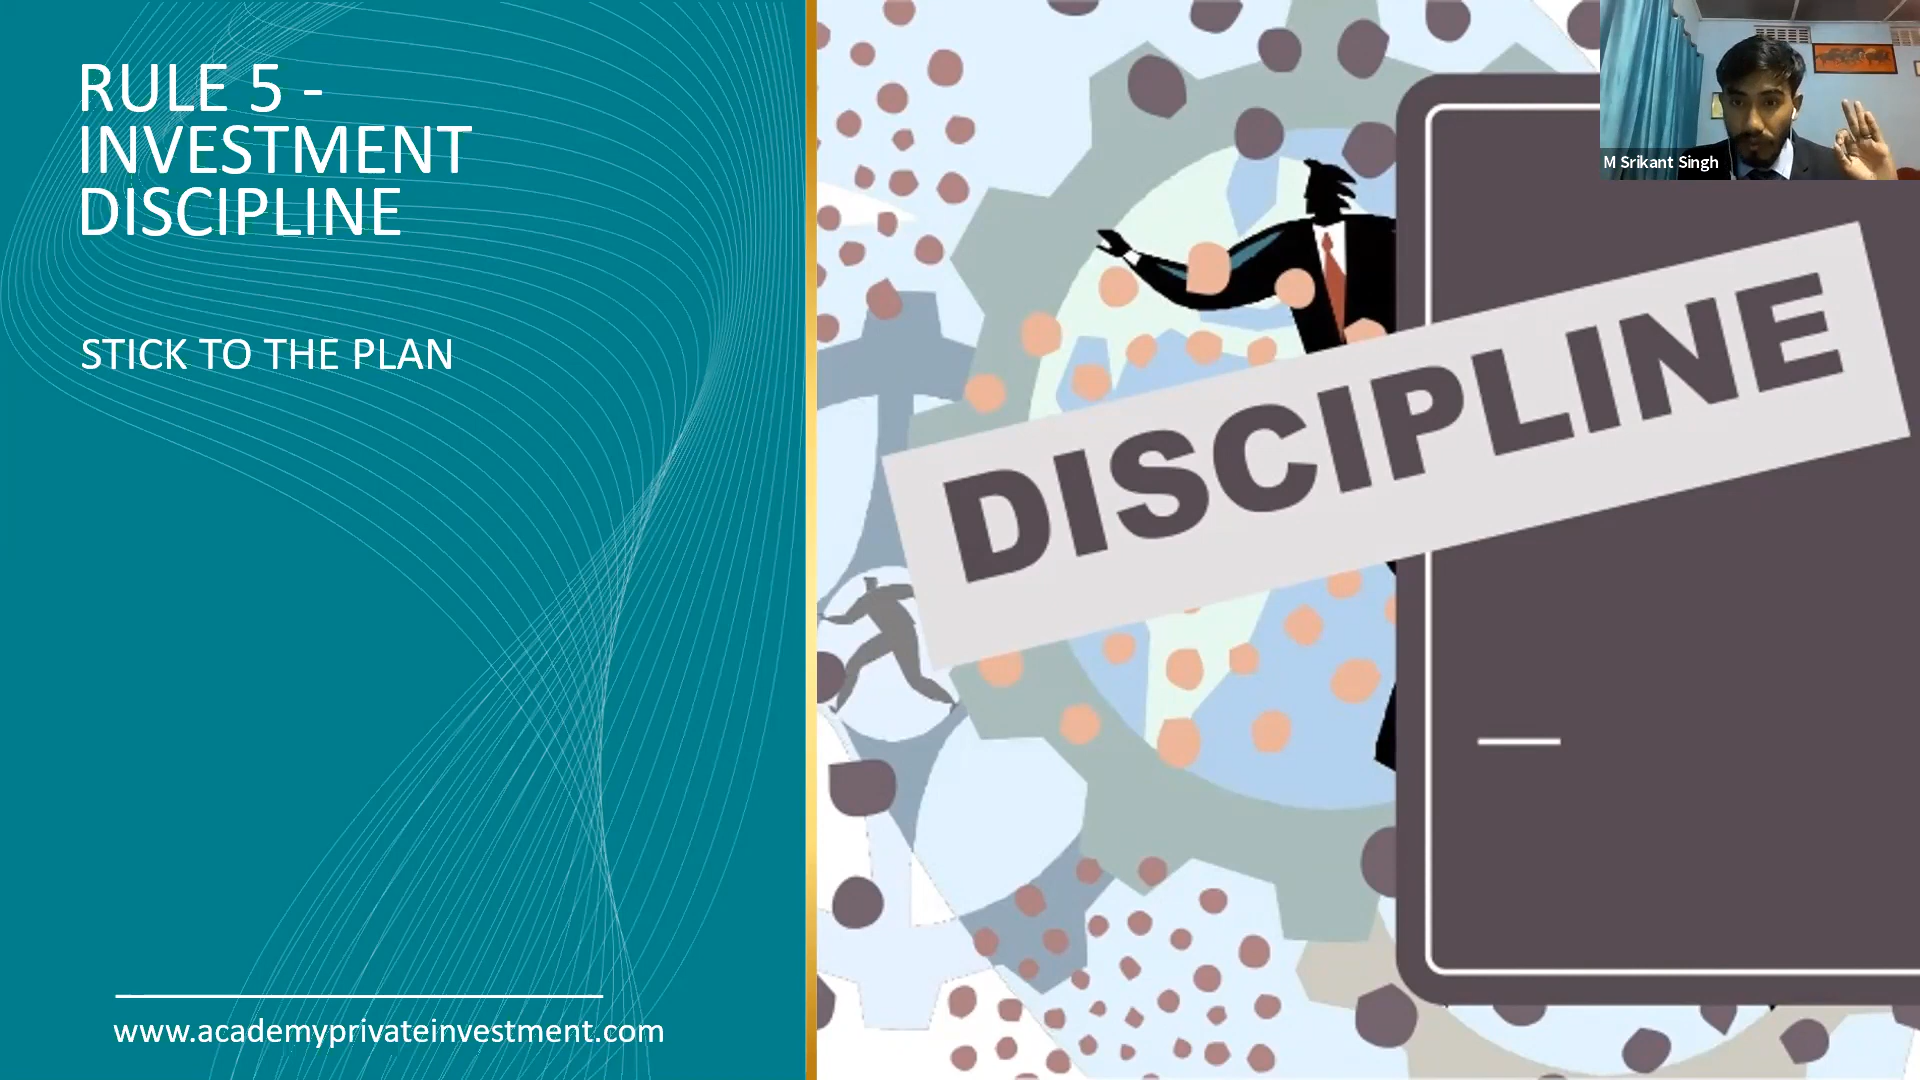 RULE 5 -
INVESTMENT
DISCIPLINE
STICK TO THE PLAN
www.academyprivateinvestment.com
DISCIPLINE
M Srikant Singh